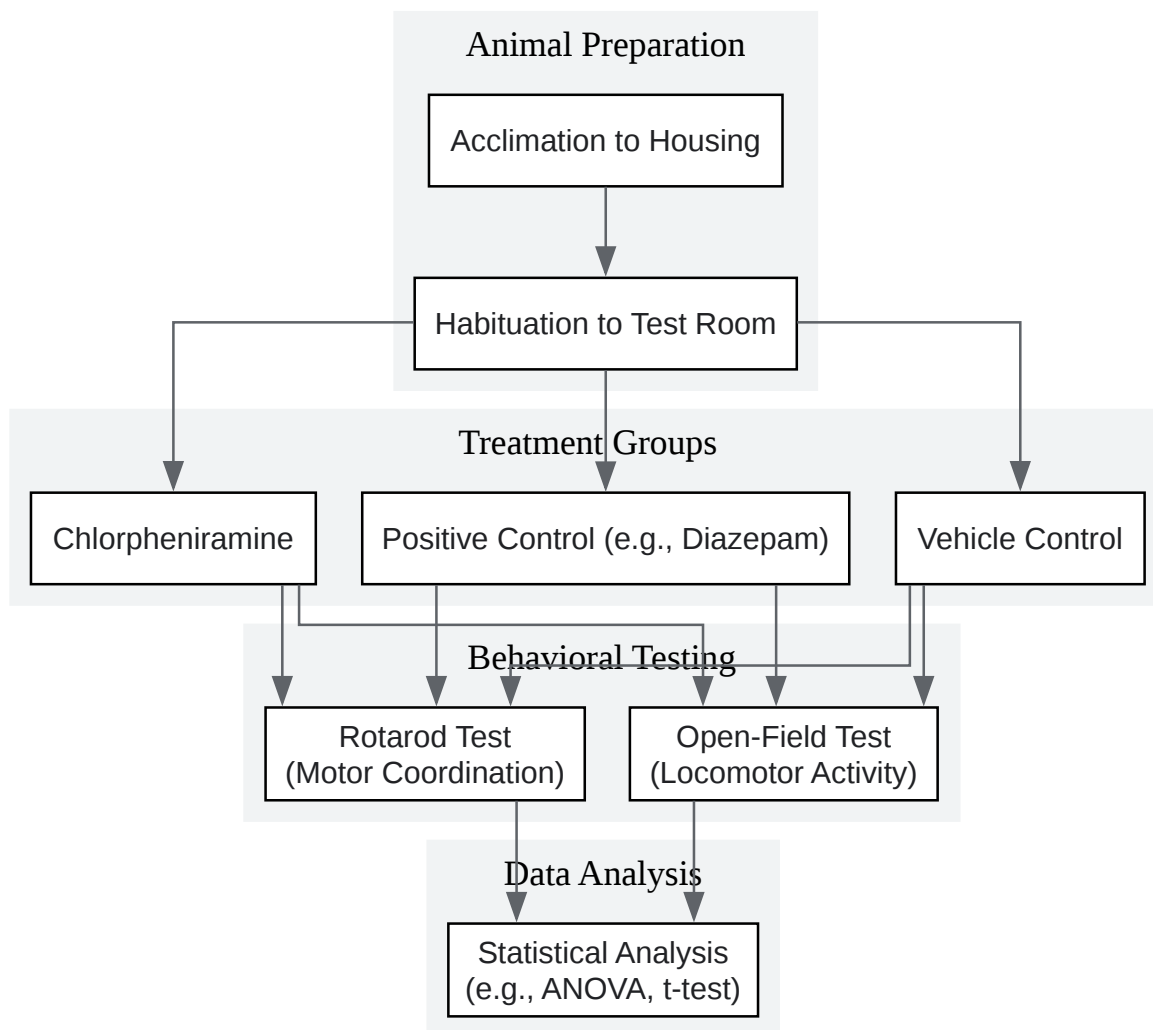 Animal Preparation
Acclimation to Housing
Habituation to Test Room
Treatment Groups
Chlorpheniramine
Positive Control (e.g., Diazepam)
Vehicle Control
Behavioral Testing
Rotarod Test
(Motor Coordination)
Open-Field Test
(Locomotor Activity)
Data Analysis
Statistical Analysis
(e.g., ANOVA, t-test)